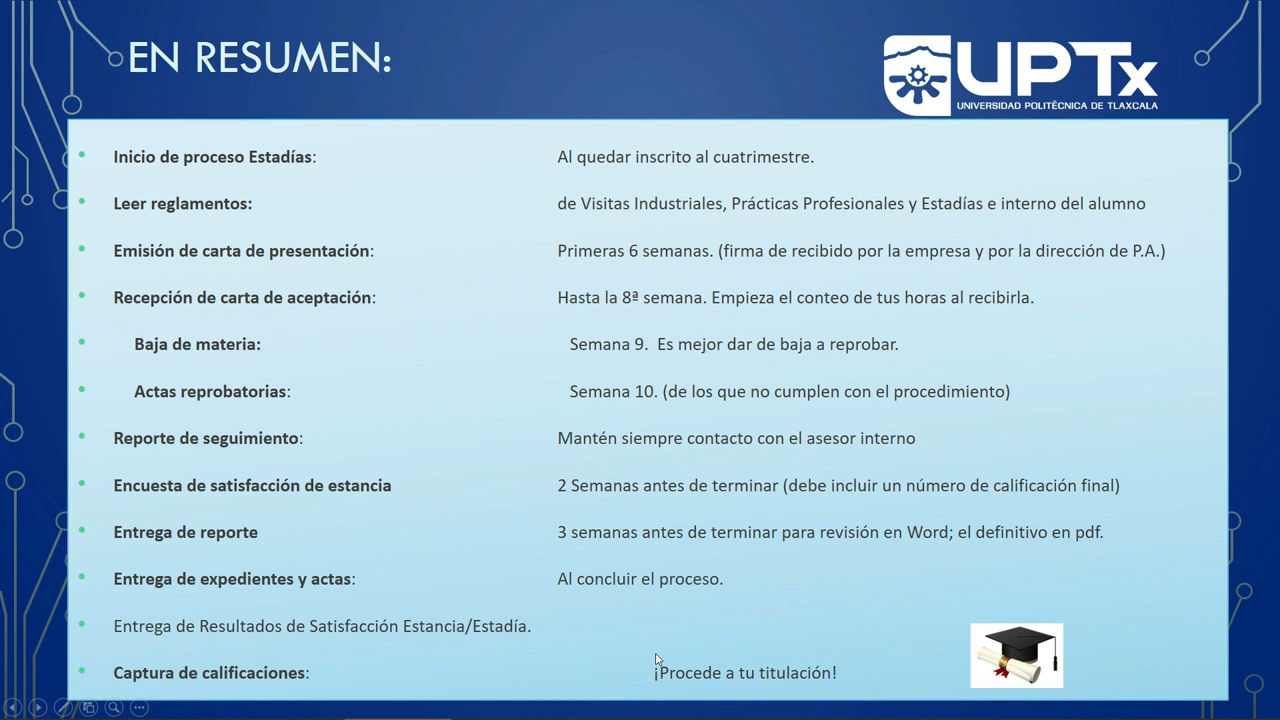 EN RESUMEN:
UPTx
UNIVERSIDAD POLITÉCNICA DE TLAXCALA
Inicio de proceso Estadías: Al quedar inscrito al cuatrimestre.
Leer reglamentos: de Visitas Industriales, Prácticas Profesionales y Estadías e interno del alumno
Emisión de carta de presentación: Primeras 6 semanas. (firma de recibido por la empresa y por la dirección de P.A.)
Recepción de carta de aceptación: Hasta la 8ª semana. Empieza el conteo de tus horas al recibirla.
Baja de materia: Semana 9. Es mejor dar de baja a reprobar.
Actas reprobatorias: Semana 10. (de los que no cumplen con el procedimiento)
Reporte de seguimiento: Mantén siempre contacto con el asesor interno
Encuesta de satisfacción de estancia 2 Semanas antes de terminar (debe incluir un número de calificación final)
Entrega de reporte 3 semanas antes de terminar para revisión en Word; el definitivo en pdf.
Entrega de expedientes y actas: Al concluir el proceso.
Entrega de Resultados de Satisfacción Estancia/Estadía.
Captura de calificaciones: ¡Procede a tu titulación!